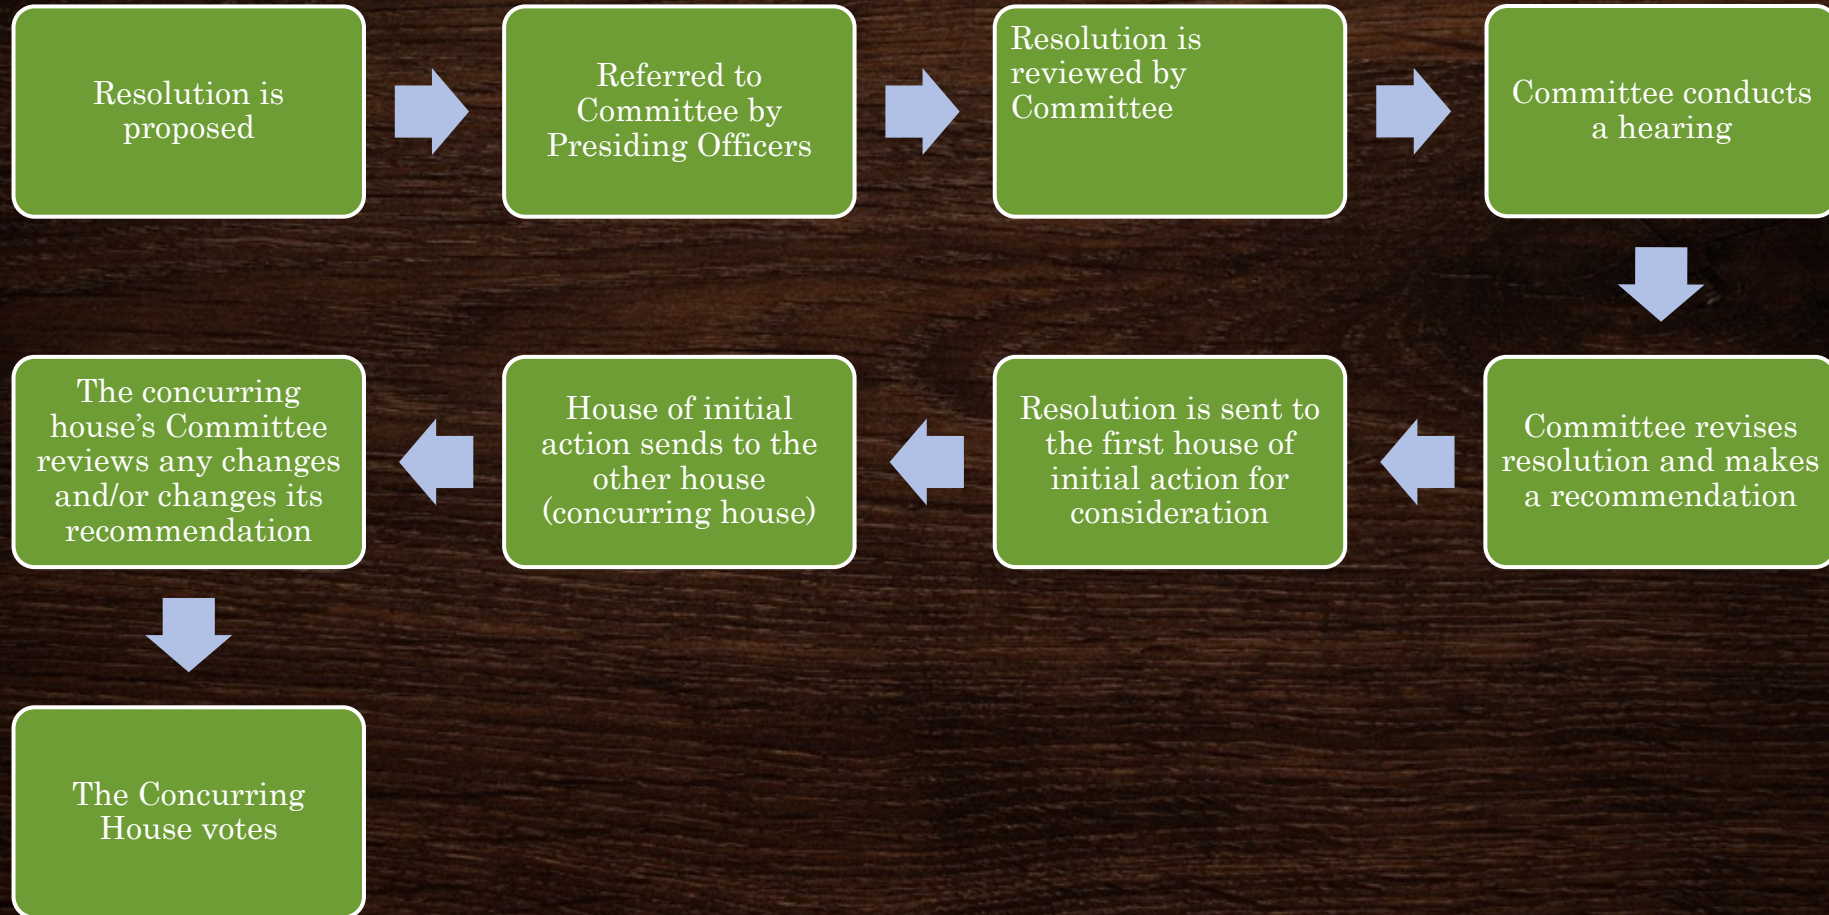 Resolution is
proposed
Referred to
Committee by
Presiding Officers
Resolution is
reviewed by
Committee
Committee conducts
a hearing
Committee revises
resolution and makes
a recommendation
Resolution is sent to
the first house of
initial action for
consideration
House of initial
action sends to the
other house
(concurring house)
The concurring
house’s Committee
reviews any changes
and/or changes its
recommendation
The Concurring
House votes